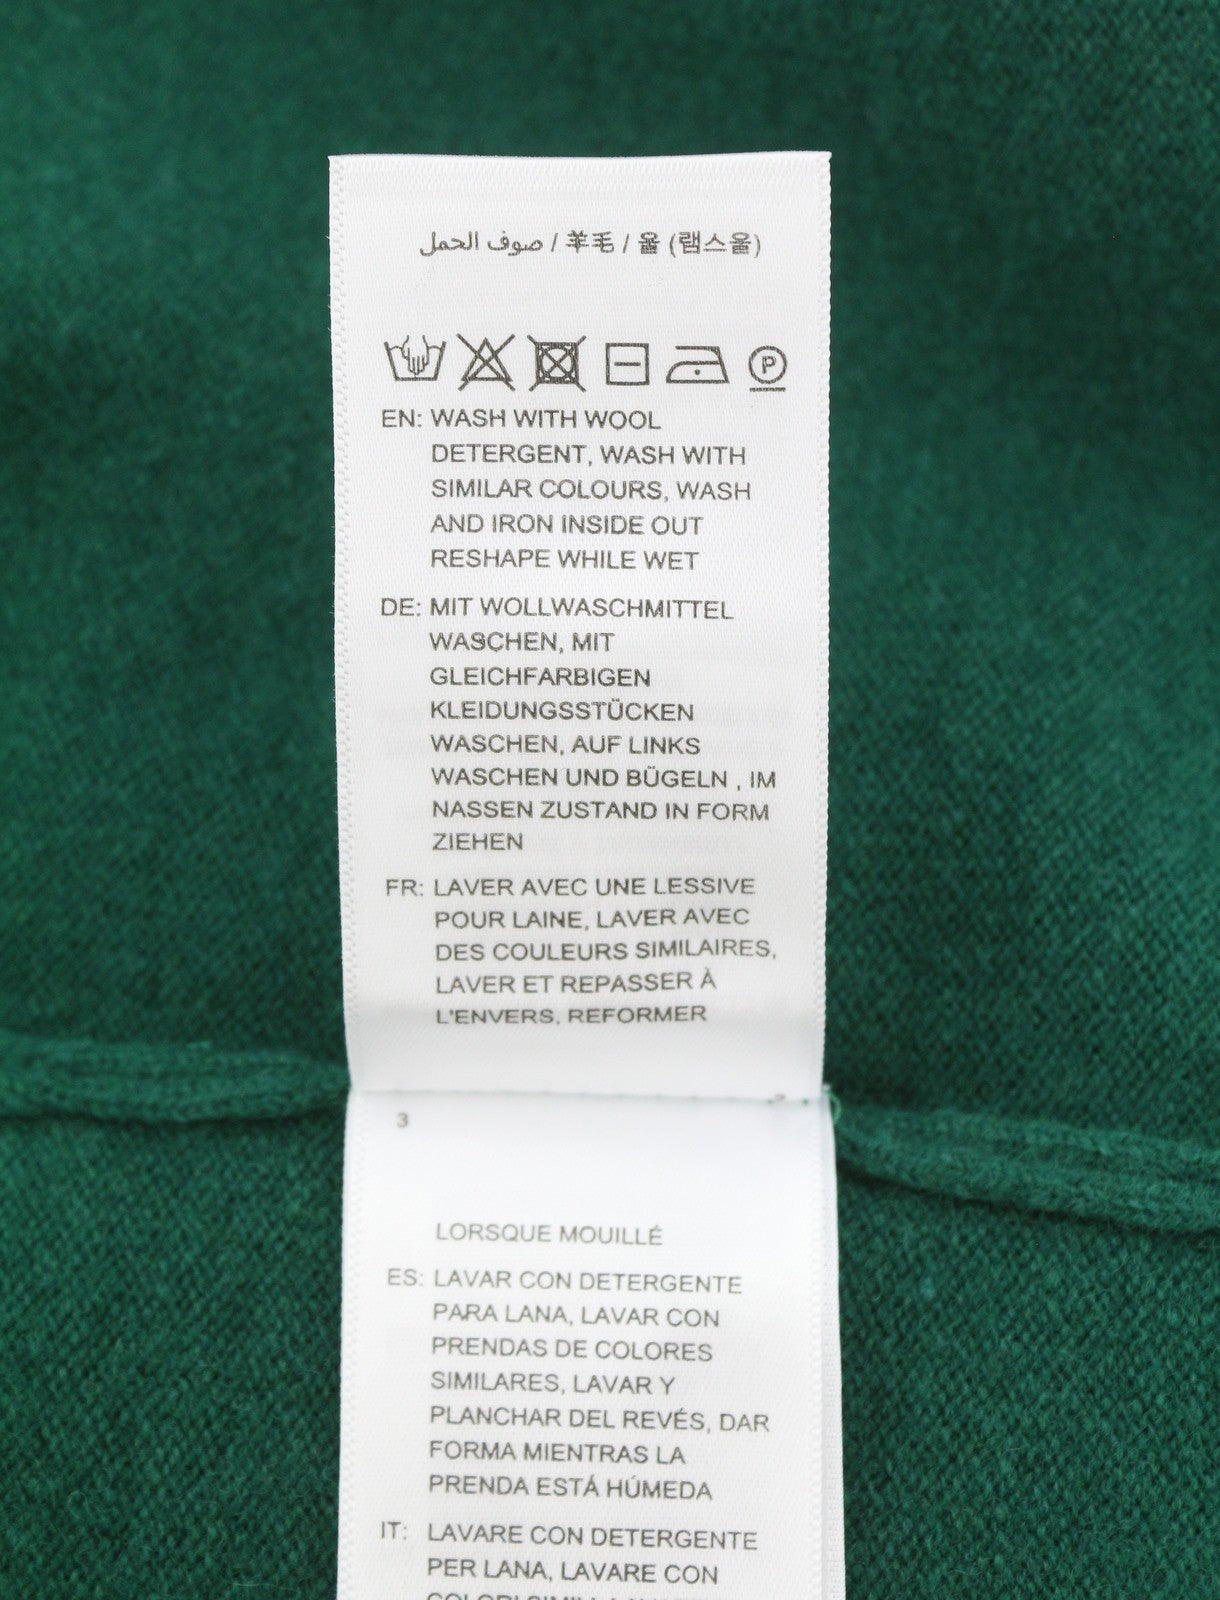 صوف الحمل / 羊毛 / 울 (램스울)
P
EN: WASH WITH WOOL
DETERGENT, WASH WITH
SIMILAR COLOURS, WASH
AND IRON INSIDE OUT
RESHAPE WHILE WET
DE: MIT WOLLWASCHMITTEL
WASCHEN, MIT
GLEICHFARBIGEN
KLEIDUNGSSTÜCKEN
WASCHEN, AUF LINKS
WASCHEN UND BÜGELN , IM
NASSEN ZUSTAND IN FORM
ZIEHEN
FR: LAVER AVEC UNE LESSIVE
POUR LAINE, LAVER AVEC
DES COULEURS SIMILAIRES,
LAVER ET REPASSER À
L'ENVERS, REFORMER
3
LORSQUE MOUILLÉ
ES: LAVAR CON DETERGENTE
PARA LANA, LAVAR CON
PRENDAS DE COLORES
SIMILARES, LAVAR Y
PLANCHAR DEL REVÉS, DAR
FORMA MIENTRAS LA
PRENDA ESTÁ HÚMEDA
IT: LAVARE CON DETERGENTE
PER LANA, LAVARE CON
COLORI